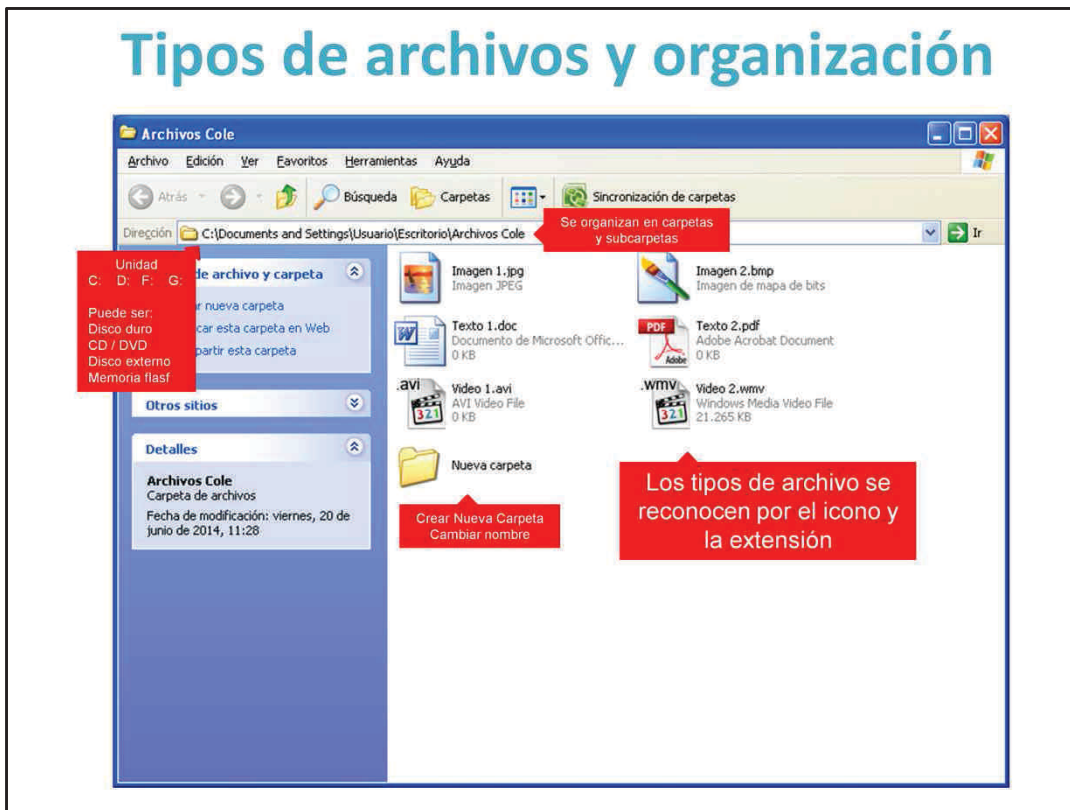 Tipos de archivos y organización
Archivos Cole
Archivo Edición Ver Favoritos Herramientas Ayuda
Atrás Búsqueda Carpetas Sincronización de carpetas
Dirección C:\Documents and Settings\Usuario\Escritorio\Archivos Cole Ir
Se organizan en carpetas
y subcarpetas
Unidad
C: D: F: G:
Puede ser:
Disco duro
CD / DVD
Disco externo
Memoria flasf
de archivo y carpeta
nueva carpeta
esta carpeta en Web
esta carpeta
Otros sitios
Detalles
Archivos Cole
Carpeta de archivos
Fecha de modificación: viernes, 20 de
junio de 2014, 11:28
Imagen 1.jpg
Imagen JPEG
Imagen 2.bmp
Imagen de mapa de bits
Texto 1.doc
Documento de Microsoft Offic...
0 KB
PDF
Adobe
Texto 2.pdf
Adobe Acrobat Document
0 KB
.avi
321
Video 1.avi
AVI Video File
0 KB
.wmv
321
Video 2.wmv
Windows Media Video File
21.265 KB
Nueva carpeta
Crear Nueva Carpeta
Cambiar nombre
Los tipos de archivo se
reconocen por el icono y
la extensión